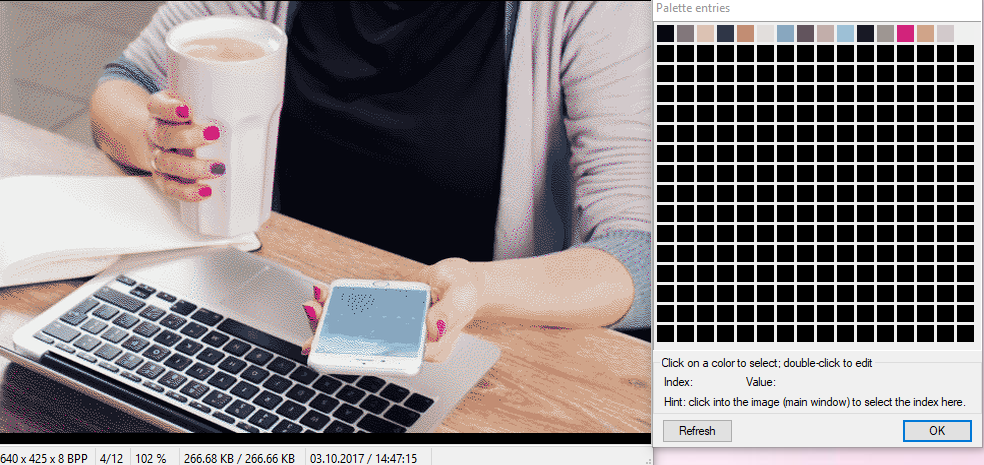 Palette entries
Click on a color to select; double-click to edit
Index:
Value:
Hint: click into the image (main window) to select the index here.
Refresh
OK
640 x 425 x 8 BPP
4/12
102 %
266.68 KB / 266.66 KB
03.10.2017 / 14:47:15